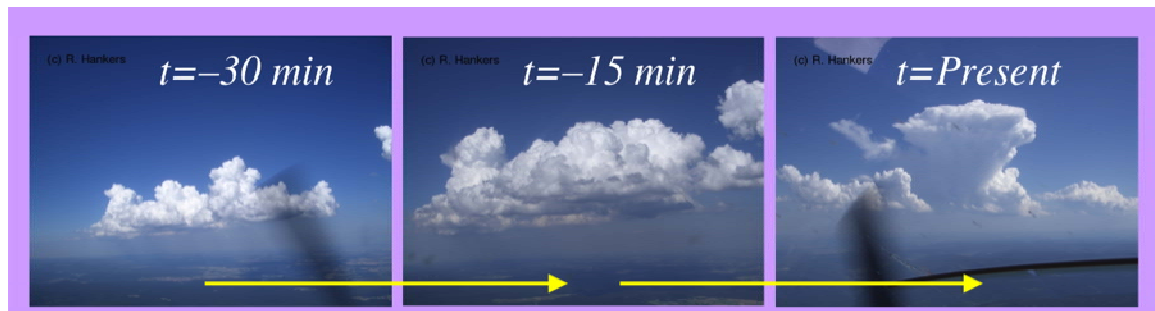 (c) R. Hankers
t=–30 min
(c) R. Hankers
t=–15 min
(c) R. Hankers
t=Present